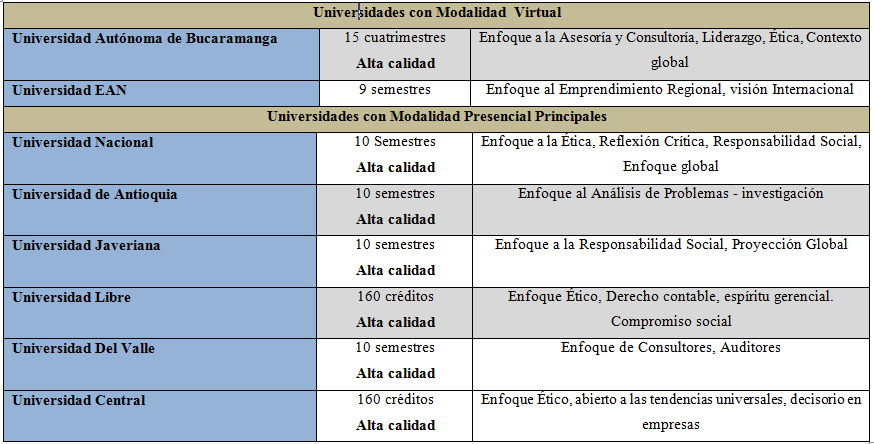 Universidades con Modalidad Virtual
Universidad Autónoma de Bucaramanga
15 cuatrimestres
Alta calidad
Enfoque a la Asesoría y Consultoría, Liderazgo, Ética, Contexto
global
Universidad EAN
9 semestres
Enfoque al Emprendimiento Regional, visión Internacional
Universidades con Modalidad Presencial Principales
Universidad Nacional
10 Semestres
Alta calidad
Enfoque a la Ética, Reflexión Crítica, Responsabilidad Social,
Enfoque global
Universidad de Antioquia
10 semestres
Alta calidad
Enfoque al Análisis de Problemas - investigación
Universidad Javeriana
10 semestres
Alta calidad
Enfoque a la Responsabilidad Social, Proyección Global
Universidad Libre
160 créditos
Alta calidad
Enfoque Ético, Derecho contable, espíritu gerencial.
Compromiso social
Universidad Del Valle
10 semestres
Alta calidad
Enfoque de Consultores, Auditores
Universidad Central
160 créditos
Alta calidad
Enfoque Ético, abierto a las tendencias universales, decisorio en
empresas